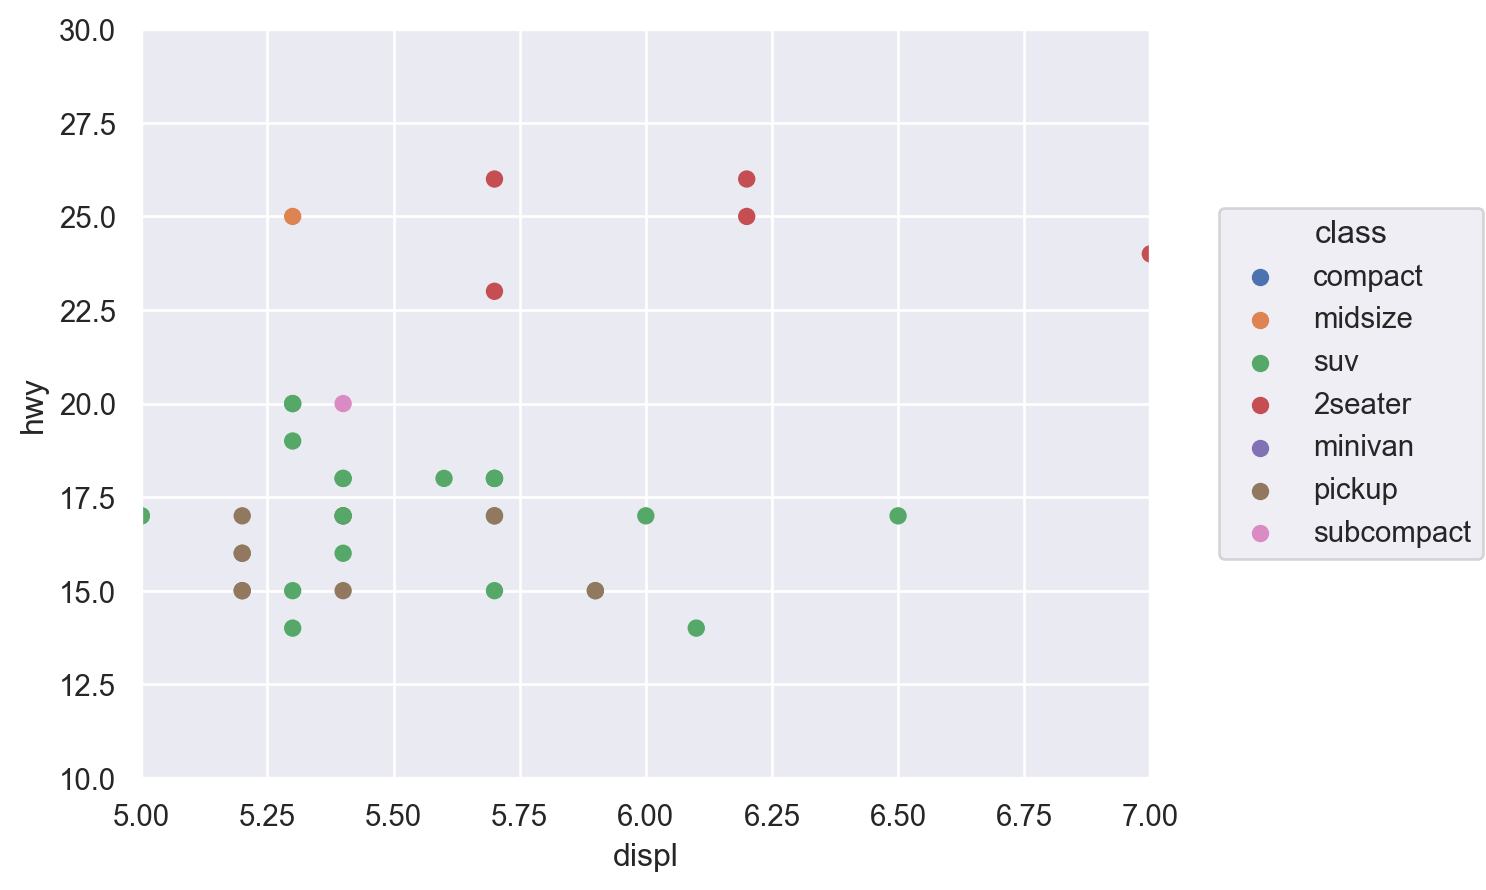 30.0
27.5
25.0
22.5
20.0
17.5
15.0
12.5
10.0
hwy
5.00 5.25 5.50 5.75 6.00 6.25 6.50 6.75 7.00
displ
class
compact
midsize
suv
2seater
minivan
pickup
subcompact